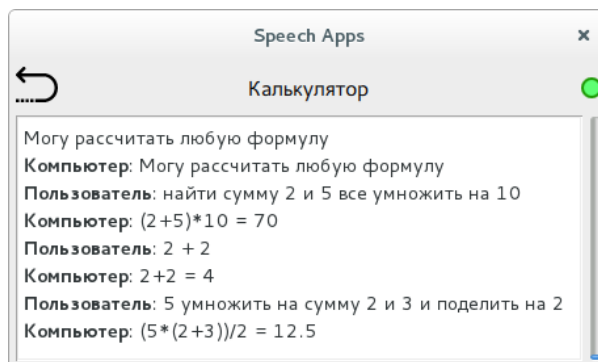 Speech Apps
Калькулятор
Могу рассчитать любую формулу
Компьютер: Могу рассчитать любую формулу
Пользователь: найти сумму 2 и 5 все умножить на 10
Компьютер: (2+5)*10 = 70
Пользователь: 2 + 2
Компьютер: 2+2 = 4
Пользователь: 5 умножить на сумму 2 и 3 и поделить на 2
Компьютер: (5*(2+3))/2 = 12.5